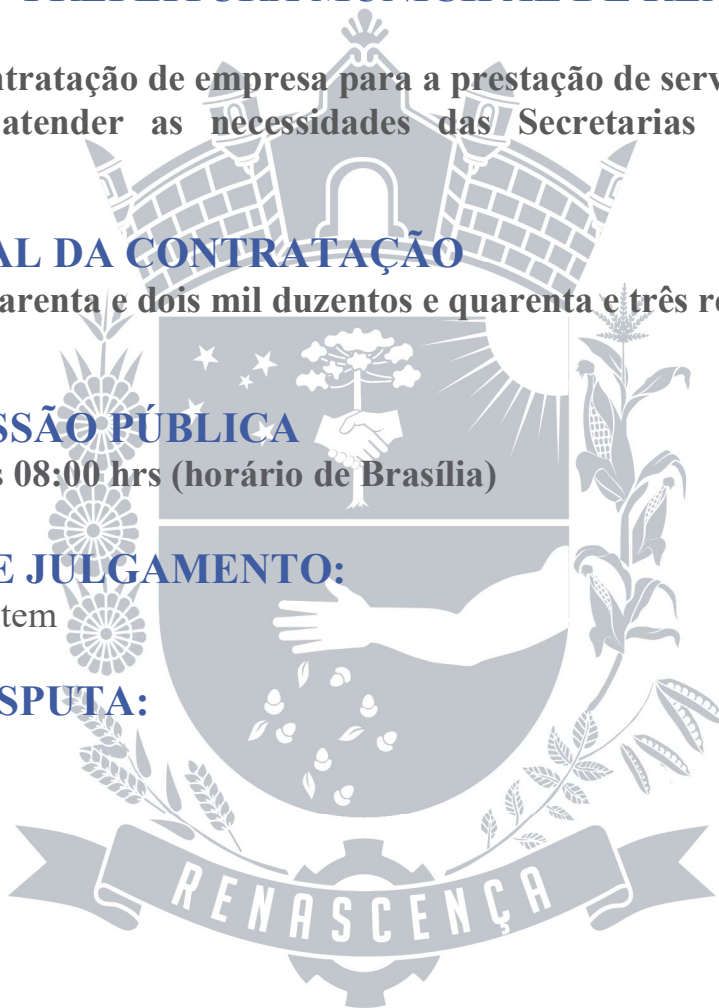 ntratação de empresa para a prestação de serv
atender as necessidades das Secretarias
AL DA CONTRATAÇÃO
arenta e dois mil duzentos e quarenta e três re
SSÃO PÚBLICA
s 08:00 hrs (horário de Brasília)
E JULGAMENTO:
tem
SPUTA:
RENASCENÇA